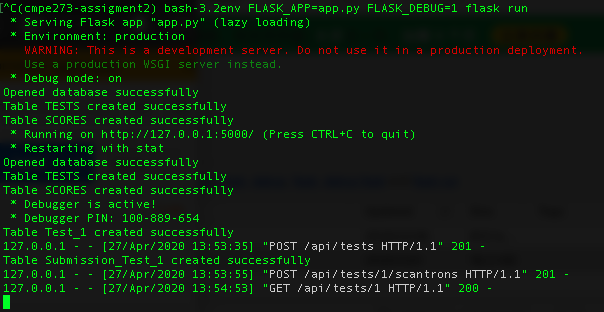 [^C(cmpe273-assigment2) bash-3.2env FLASK_APP=app.py FLASK_DEBUG=1 flask run
* Serving Flask app "app.py" (lazy loading)
* Environment: production
WARNING: This is a development server. Do not use it in a production deployment.
Use a production WSGI server instead.
* Debug mode: on
Opened database successfully
Table TESTS created successfully
Table SCORES created successfully
* Running on http://127.0.0.1:5000/ (Press CTRL+C to quit)
* Restarting with stat
Opened database successfully
Table TESTS created successfully
Table SCORES created successfully
* Debugger is active!
* Debugger PIN: 100-889-654
Table Test_1 created successfully
127.0.0.1 - - [27/Apr/2020 13:53:35] "POST /api/tests HTTP/1.1" 201 -
Table Submission_Test_1 created successfully
127.0.0.1 - - [27/Apr/2020 13:53:55] "POST /api/tests/1/scantrons HTTP/1.1" 201 -
127.0.0.1 - - [27/Apr/2020 13:54:53] "GET /api/tests/1 HTTP/1.1" 200 -